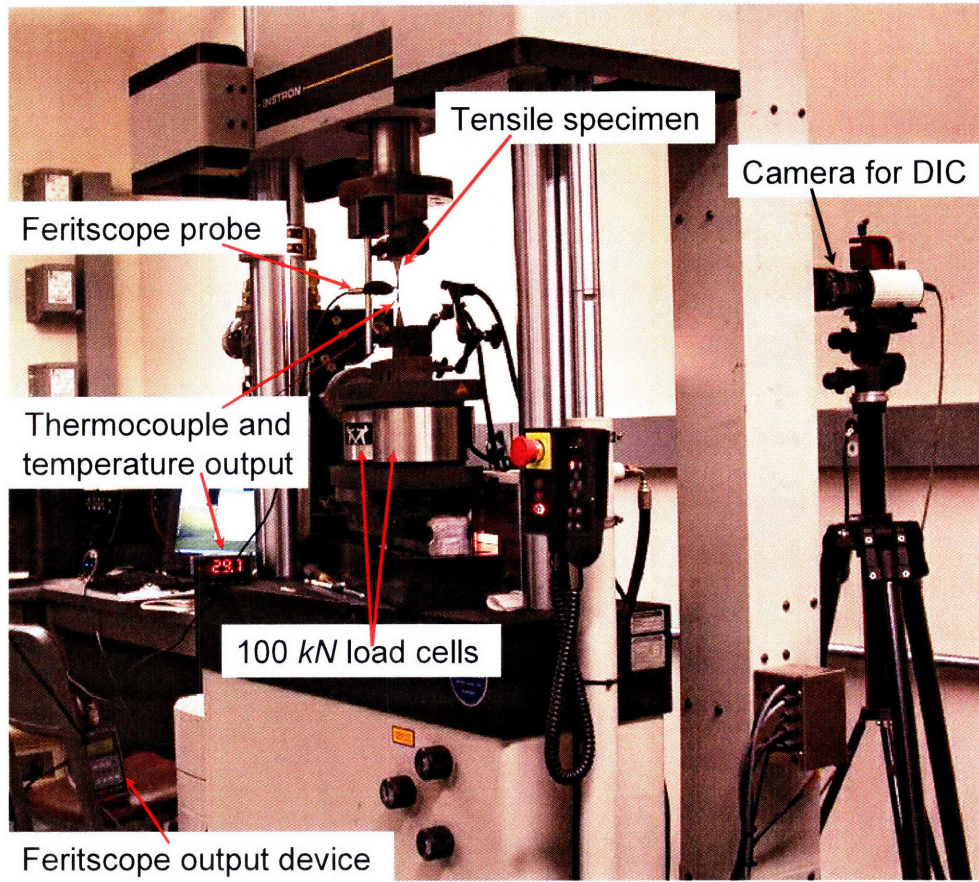 INSTRON
Tensile specimen
Camera for DIC
Feritscope probe
Thermocouple and
temperature output
29.1
100 kN load cells
Feritscope output device